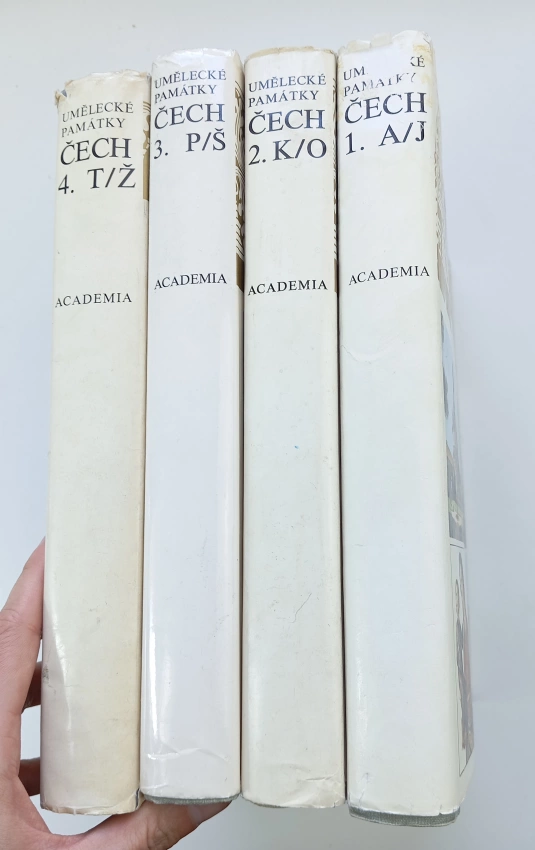 UMĚLECKÉ
PAMÁTKY
ČECH
4. T/Ž
ACADEMIA
UMĚLECKÉ
PAMÁTKY
ČECH
3. P/Š
ACADEMIA
UMĚLECKÉ
PAMÁTKY
ČECH
2. K/O
ACADEMIA
PAMÁTKY
ČECH
1. A/J
ACADEMIA